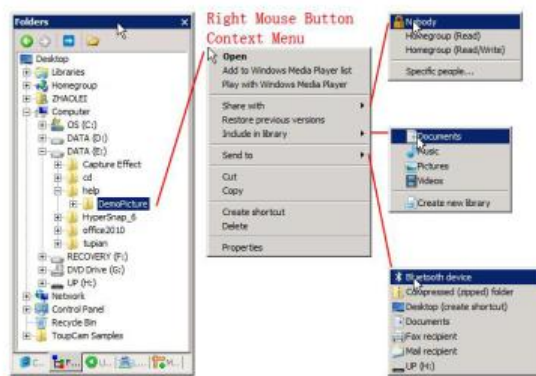 Folders
Desktop
Libraries
Homegroup
ZHAOLEI
Computer
OS (C:)
DATA (D:)
DATA (E:)
Capture Effect
cd
help
DemoPicture
HyperSnap_6
office2010
tupian
RECOVERY (F:)
DVD Drive (G:)
UP (H:)
Network
Control Panel
Recycle Bin
ToupCam Samples
C...
F...
U...
M...
Right Mouse Button
Context Menu
Open
Add to Windows Media Player list
Play with Windows Media Player
Share with
Restore previous versions
Include in library
Send to
Cut
Copy
Create shortcut
Delete
Properties
Nobody
Homegroup (Read)
Homegroup (Read/Write)
Specific people...
Documents
Music
Pictures
Videos
Create new library
Bluetooth device
Compressed (zipped) folder
Desktop (create shortcut)
Documents
Fax recipient
Mail recipient
UP (H:)